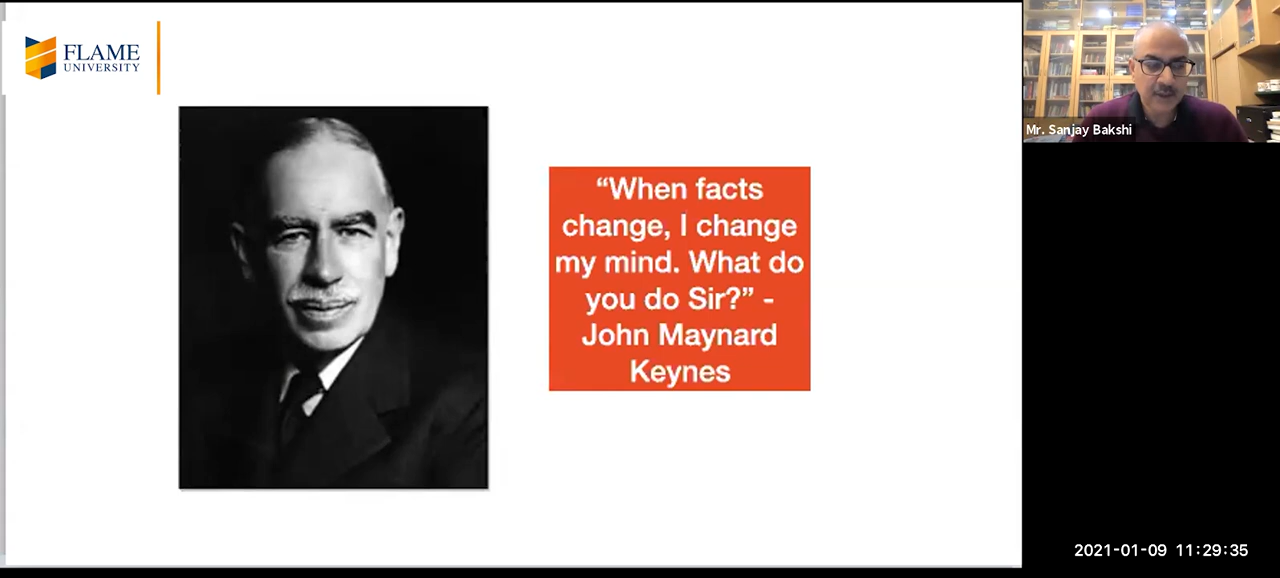 FLAME
UNIVERSITY
“When facts
change, I change
my mind. What do
you do Sir?” -
John Maynard
Keynes
Mr. Sanjay Bakshi
2021-01-09 11:29:35